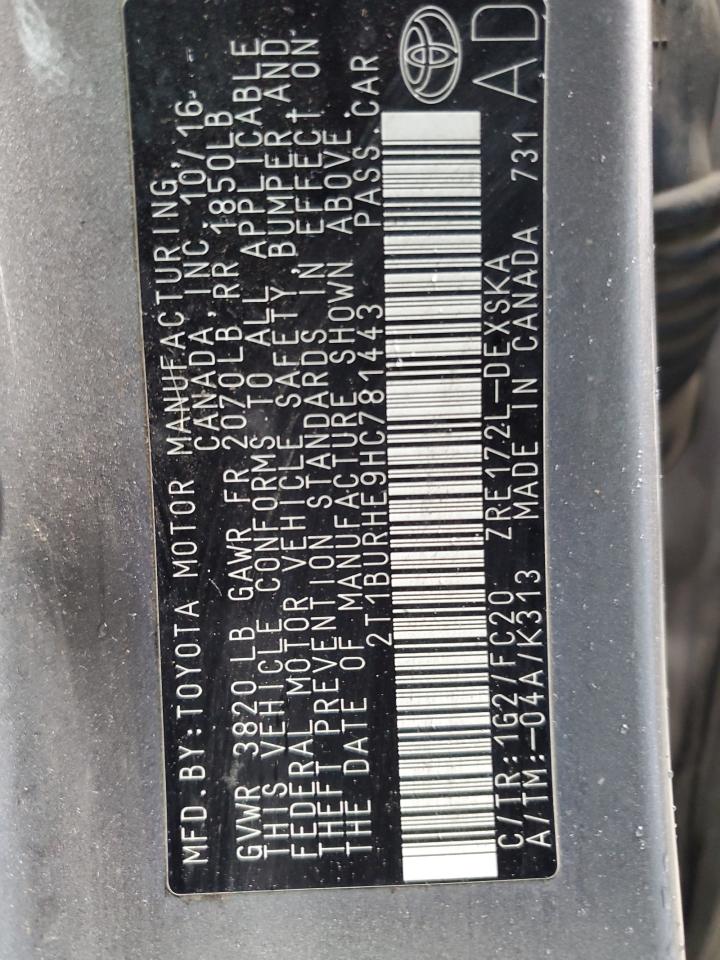 MFD.BY:TOYOTA MOTOR MANUFACTURING,
CANADA,INC 10/16
GVWR 3820 LB GAWR FR 2070LB RR 1850LB
THIS VEHICLE CONFORMS TO ALL APPLICABLE
FEDERAL MOTOR VEHICLE SAFETY, BUMPER AND
THEFT PREVENTION STANDARDS IN EFFECT ON
THE DATE OF MANUFACTURE SHOWN ABOVE.
2T1BURHE9HC781443 PASS.CAR
C/TR:1G2/FC20 ZRE172L-DEXSKA
A/TM:-04A/K313 MADE IN CANADA 731
AD